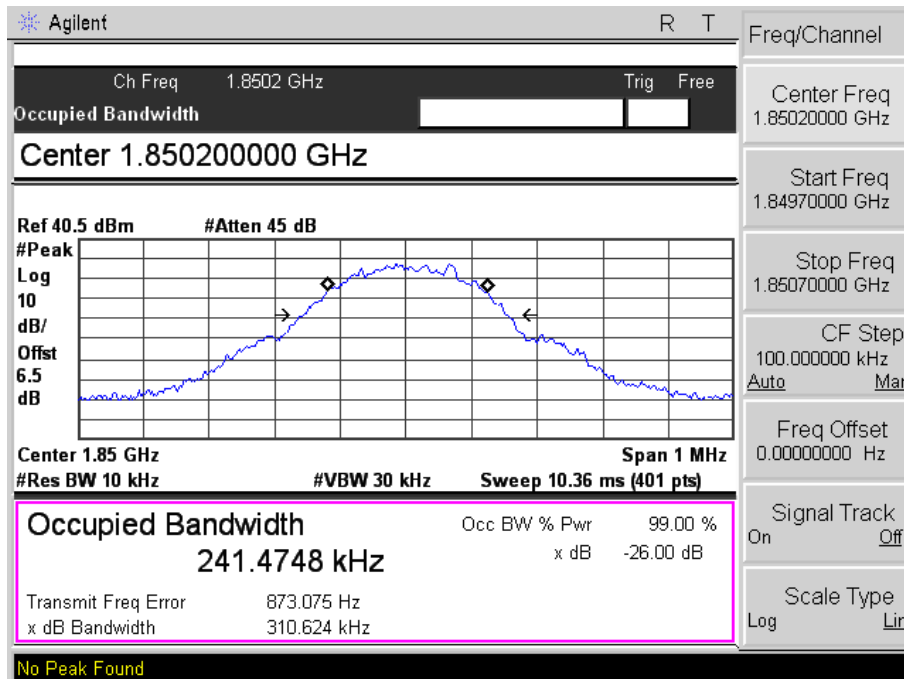 Agilent R T
Freq/Channel
Ch Freq 1.8502 GHz Trig Free
Occupied Bandwidth
Center 1.850200000 GHz
Ref 40.5 dBm #Atten 45 dB
#Peak
Log
10
dB/
Offst
6.5
dB
Center 1.85 GHz Span 1 MHz
#Res BW 10 kHz #VBW 30 kHz Sweep 10.36 ms (401 pts)
Occupied Bandwidth
241.4748 kHz
Occ BW % Pwr 99.00 %
x dB -26.00 dB
Transmit Freq Error 873.075 Hz
x dB Bandwidth 310.624 kHz
No Peak Found
Center Freq
1.85020000 GHz
Start Freq
1.84970000 GHz
Stop Freq
1.85070000 GHz
CF Step
100.000000 kHz
Auto Mar
Freq Offset
0.00000000 Hz
Signal Track
On Off
Scale Type
Log Lin